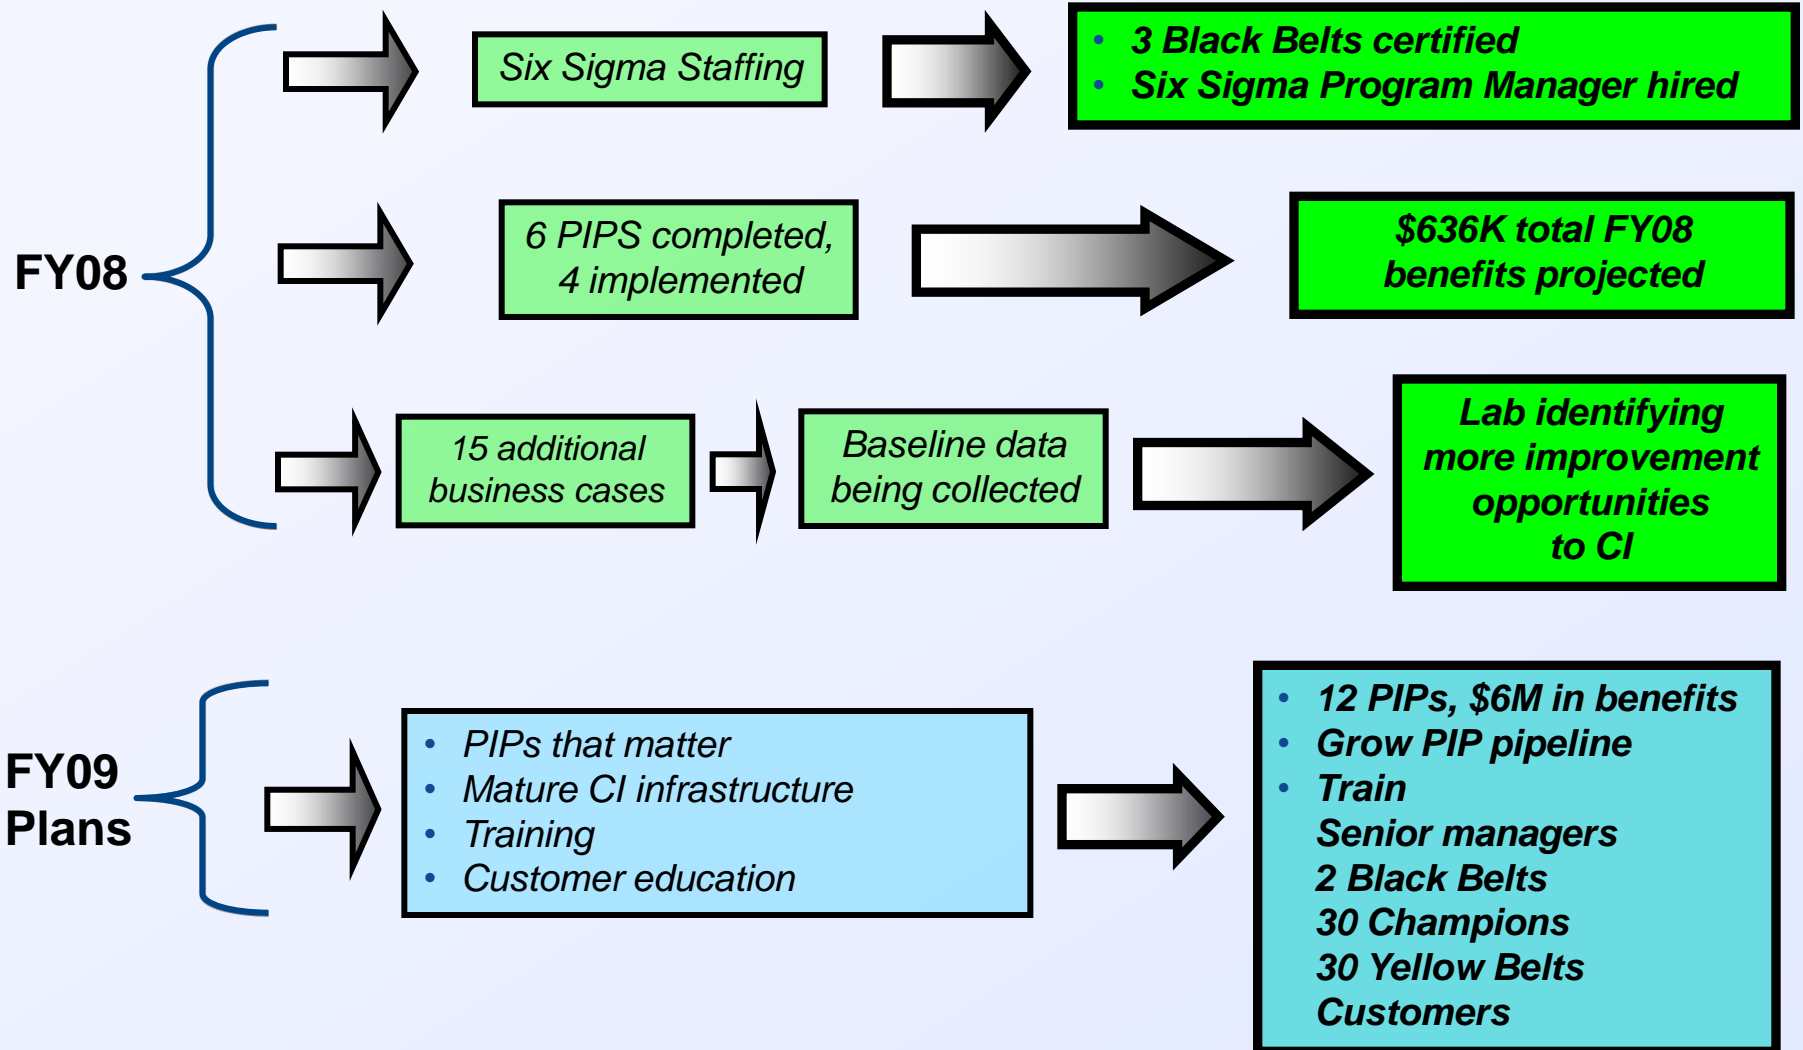 FY08
Six Sigma Staffing
• 3 Black Belts certified
• Six Sigma Program Manager hired
6 PIPS completed,
4 implemented
$636K total FY08
benefits projected
15 additional
business cases
Baseline data
being collected
Lab identifying
more improvement
opportunities
to CI
FY09
Plans
• PIPs that matter
• Mature CI infrastructure
• Training
• Customer education
• 12 PIPs, $6M in benefits
• Grow PIP pipeline
• Train
Senior managers
2 Black Belts
30 Champions
30 Yellow Belts
Customers